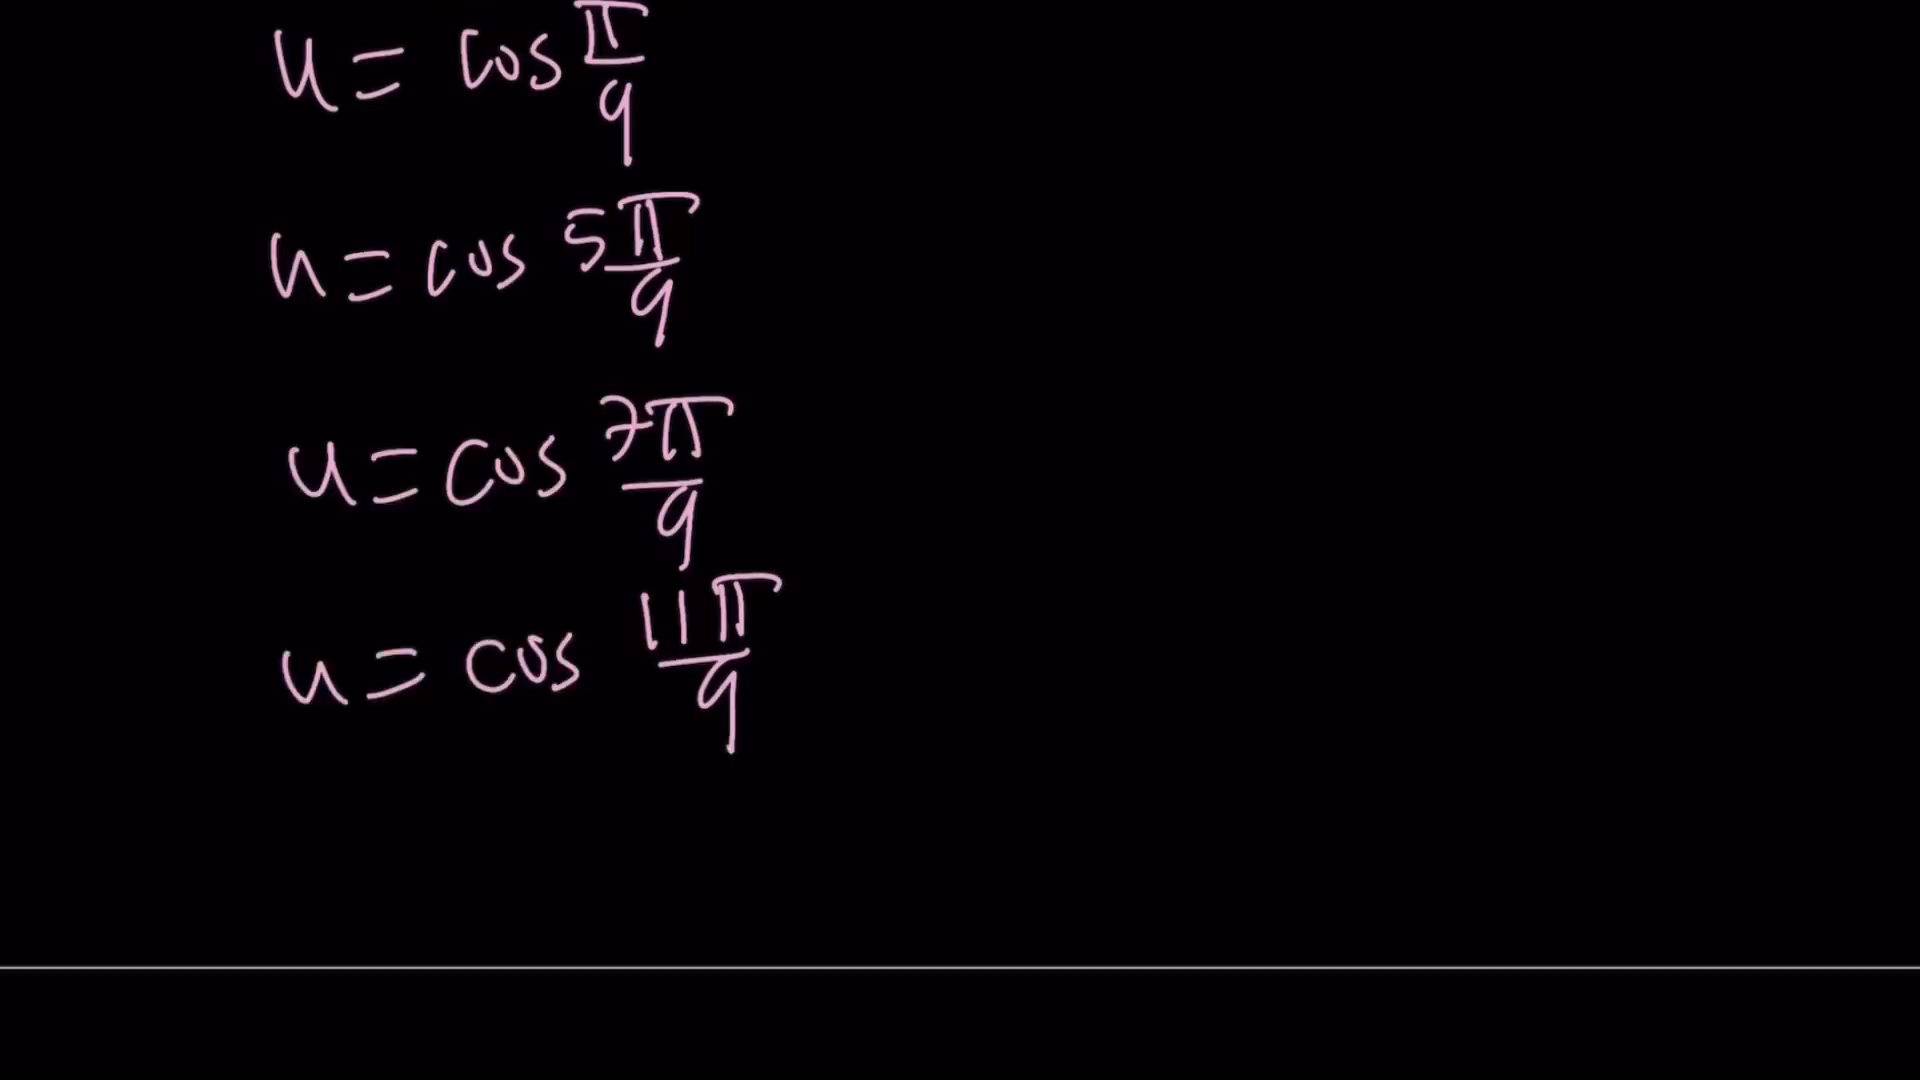 u = cos π/9
u = cos 5π/9
u = cos 7π/9
u = cos 11π/9